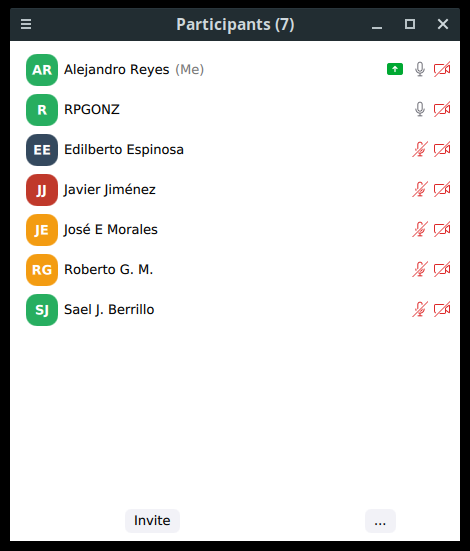 Participants (7)
AR Alejandro Reyes (Me)
R RPGONZ
EE Edilberto Espinosa
JJ Javier Jiménez
JE José E Morales
RG Roberto G. M.
SJ Sael J. Berrillo
Invite ...